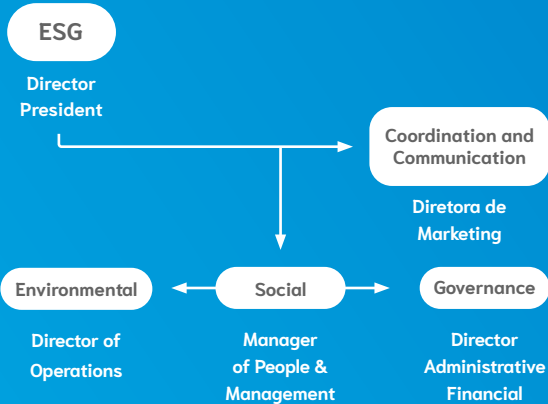 ESG
Director
President
Coordination and
Communication
Diretora de
Marketing
Environmental
Social
Governance
Director of
Operations
Manager
of People &
Management
Director
Administrative
Financial